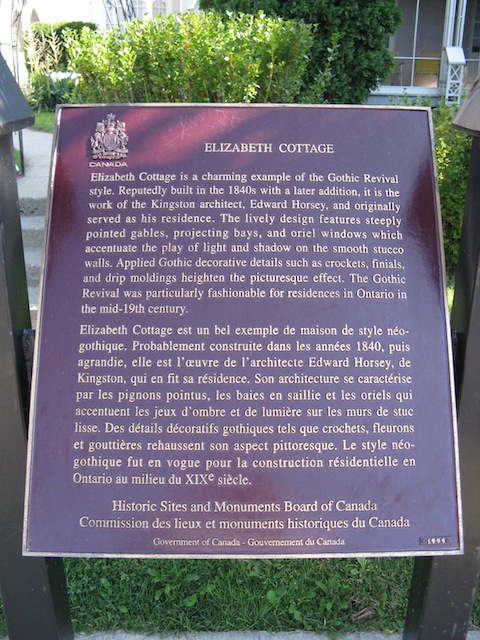 CANADA
ELIZABETH COTTAGE
Elizabeth Cottage is a charming example of the Gothic Revival
style. Reputedly built in the 1840s with a later addition, it is the
work of the Kingston architect, Edward Horsey, and originally
served as his residence. The lively design features steeply
pointed gables, projecting bays, and oriel windows which
accentuate the play of light and shadow on the smooth stucco
walls. Applied Gothic decorative details such as crockets, finials,
and drip moldings heighten the picturesque effect. The Gothic
Revival was particularly fashionable for residences in Ontario in
the mid-19th century.
Elizabeth Cottage est un bel exemple de maison de style néo-
gothique. Probablement construite dans les années 1840, puis
agrandie, elle est l'œuvre de l'architecte Edward Horsey, de
Kingston, qui en fit sa résidence. Son architecture se caractérise
par les pignons pointus, les baies en saillie et les oriels qui
accentuent les jeux d'ombre et de lumière sur les murs de stuc
lisse. Des détails décoratifs gothiques tels que crochets, fleurons
et gouttières rehaussent son aspect pittoresque. Le style néo-
gothique fut en vogue pour la construction résidentielle en
Ontario au milieu du XIXe siècle.
Historic Sites and Monuments Board of Canada
Commission des lieux et monuments historiques du Canada
Government of Canada - Gouvernement du Canada
1999